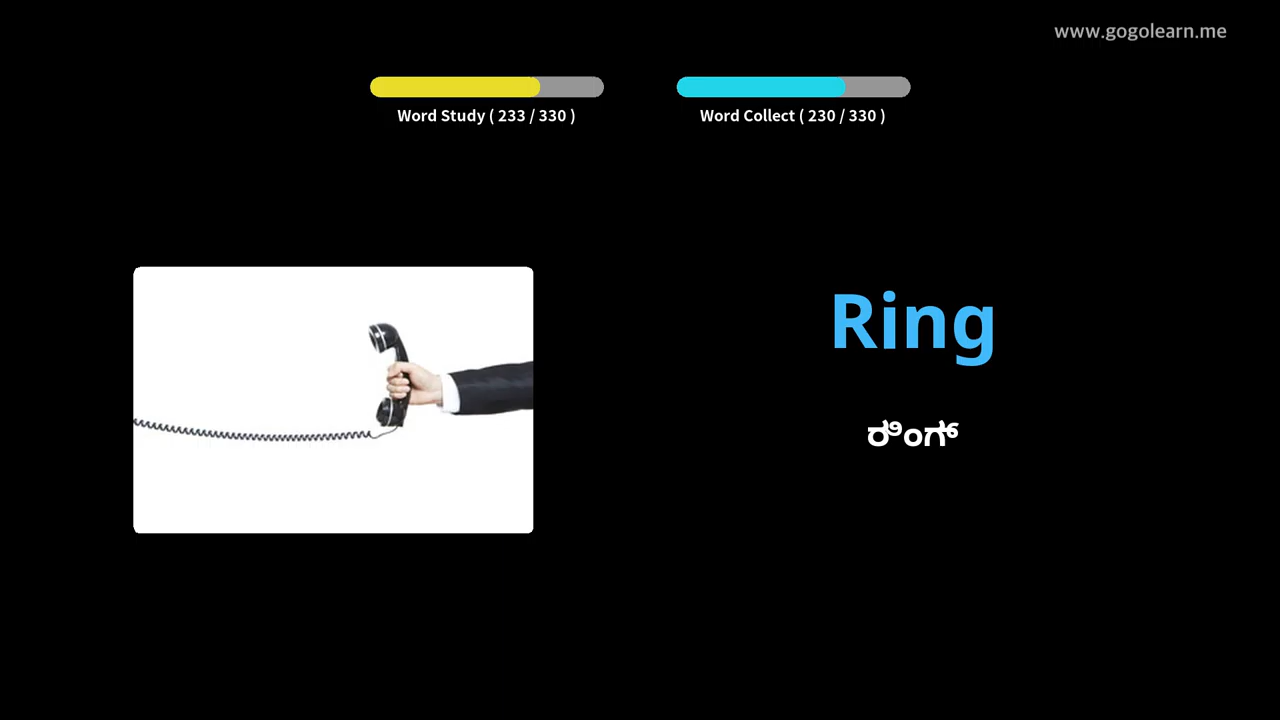 www.gogolearn.me
Word Study ( 233 / 330 )
Word Collect ( 230 / 330 )
Ring
ರಿಂಗ್